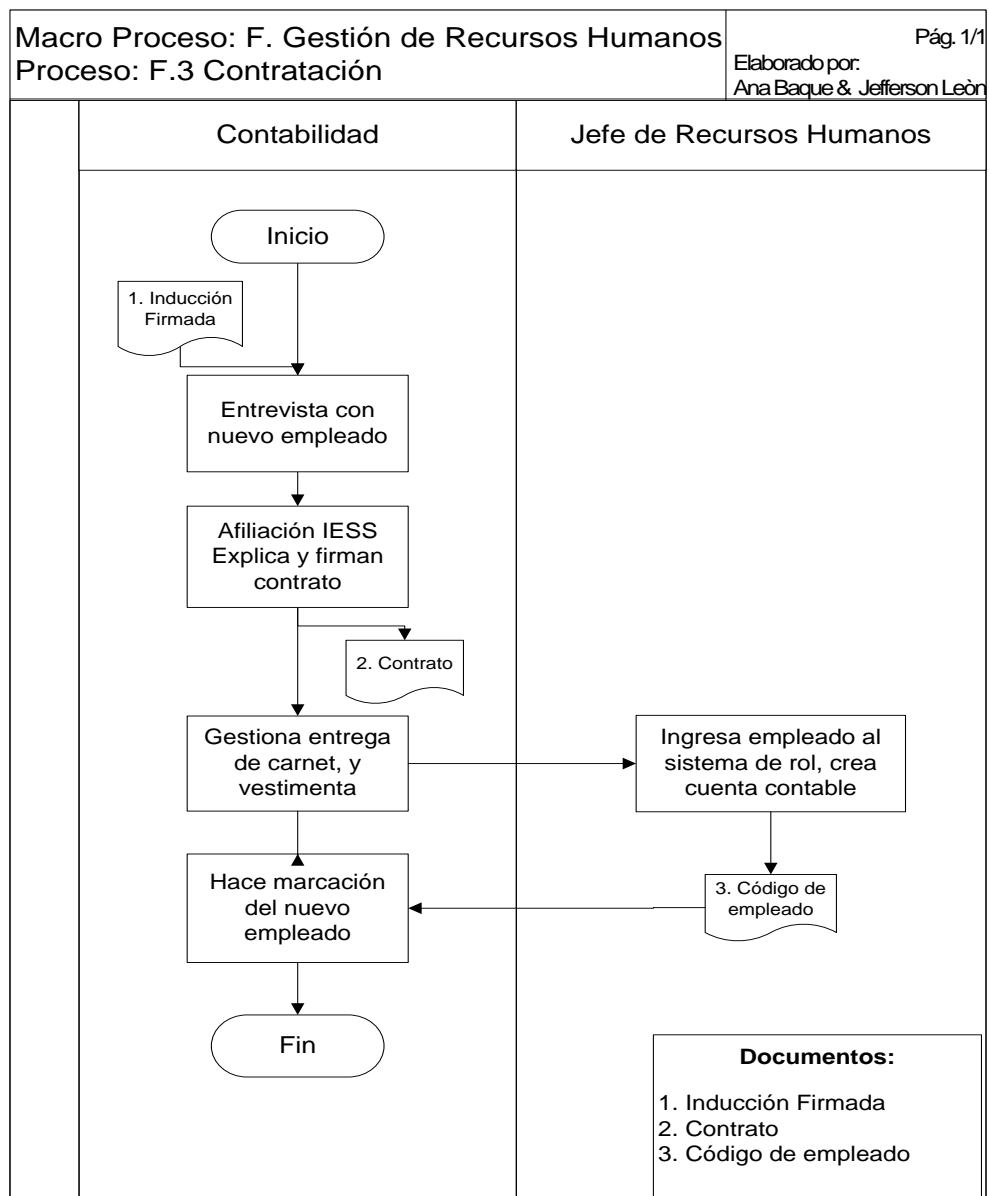 Macro Proceso: F. Gestión de Recursos Humanos
Proceso: F.3 Contratación
Pág. 1/1
Elaborado por:
Ana Baque & Jefferson Leòn
Contabilidad
Jefe de Recursos Humanos
Inicio
1. Inducción
Firmada
Entrevista con
nuevo empleado
Afiliación IESS
Explica y firman
contrato
2. Contrato
Gestiona entrega
de carnet, y
vestimenta
Ingresa empleado al
sistema de rol, crea
cuenta contable
Hace marcación
del nuevo
empleado
3. Código de
empleado
Fin
Documentos:
1. Inducción Firmada
2. Contrato
3. Código de empleado